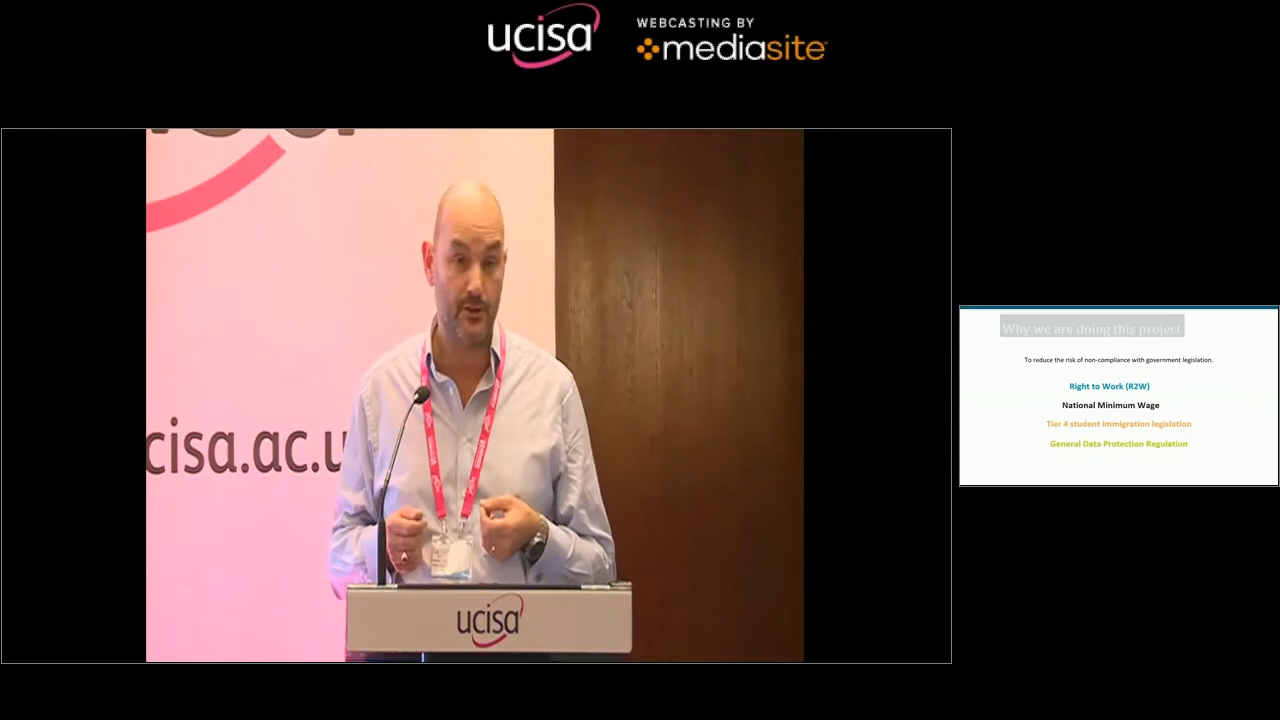 ucisa
WEBCASTING BY
mediasite
cisa.ac.u
ucisa
Why we are doing this project
To reduce the risk of non-compliance with government legislation.
Right to Work (R2W)
National Minimum Wage
Tier 4 student immigration legislation
General Data Protection Regulation